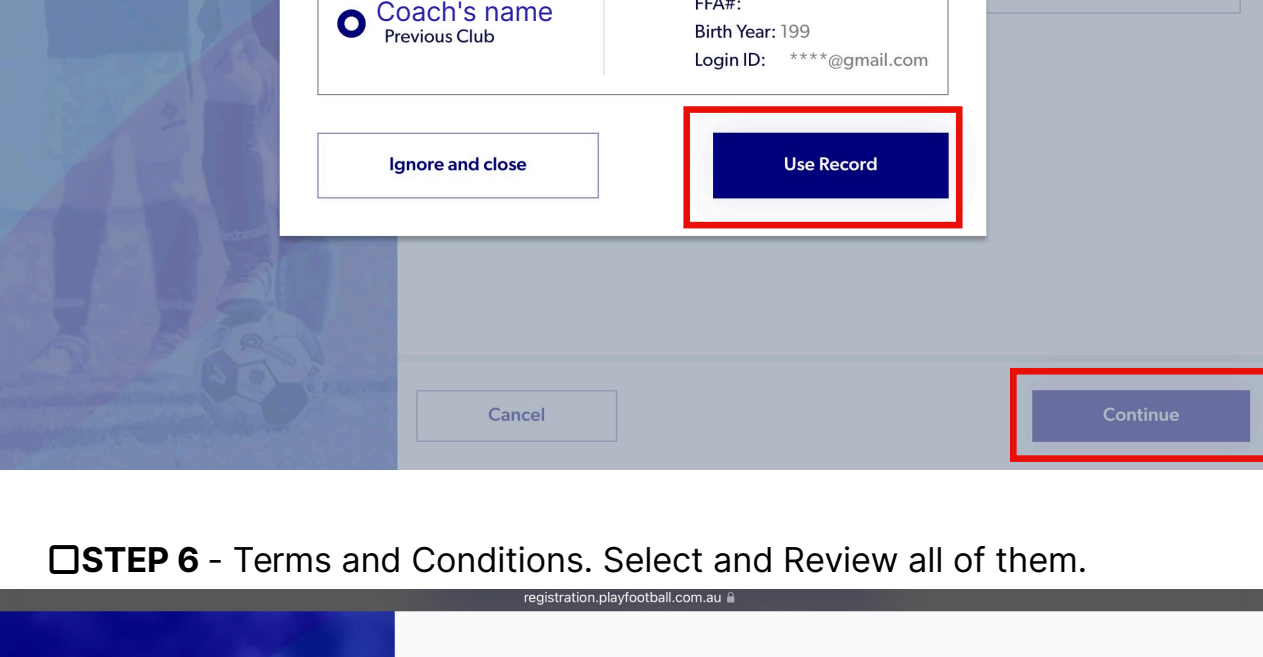 FFA#:
Coach's name
Previous Club
Birth Year: 199
Login ID: ****@gmail.com
Ignore and close
Use Record
Cancel
Continue
☐STEP 6 - Terms and Conditions. Select and Review all of them.
registration.playfootball.com.au